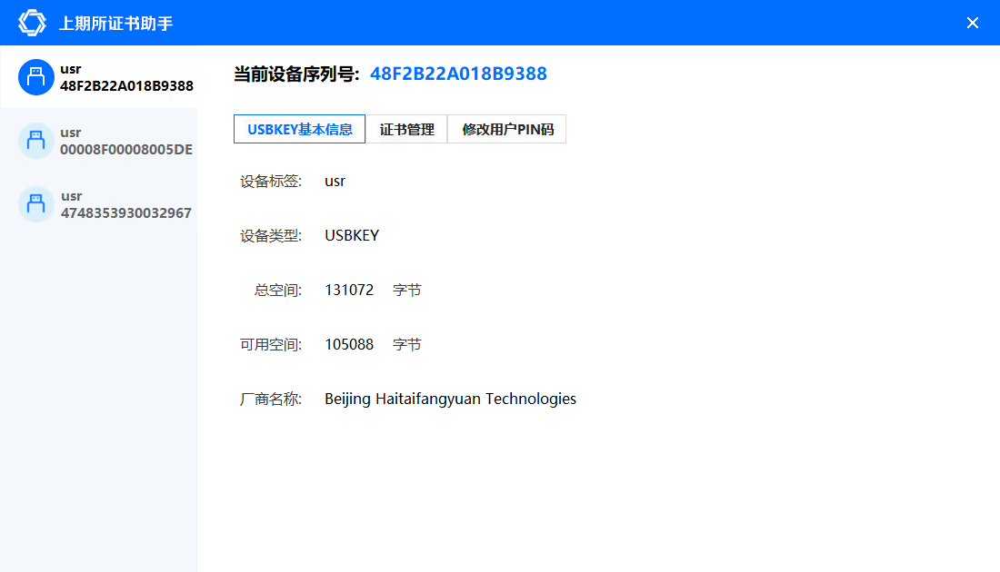 上期所证书助手
usr
48F2B22A018B9388
usr
00008F00008005DE
usr
4748353930032967
当前设备序列号: 48F2B22A018B9388
USBKEY基本信息 证书管理 修改用户PIN码
设备标签: usr
设备类型: USBKEY
总空间: 131072 字节
可用空间: 105088 字节
厂商名称: Beijing Haitaifangyuan Technologies